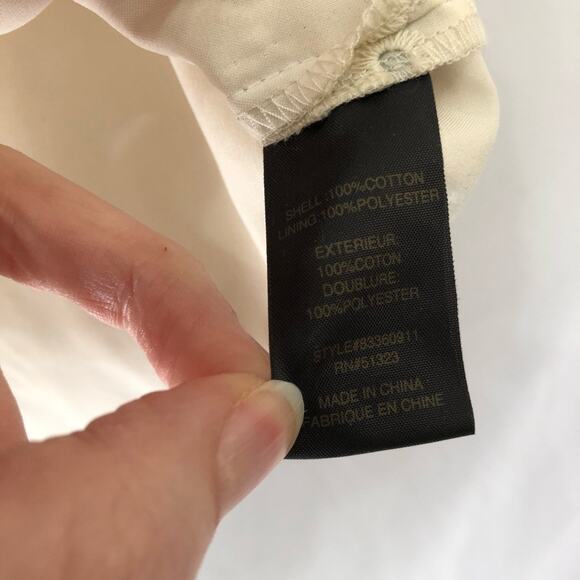 SHELL:100%COTTON
LINING:100%POLYESTER
EXTERIEUR:
100%COTON
DOUBLURE:
100%POLYESTER
STYLE#83360911
RN#51323
MADE IN CHINA
FABRIQUE EN CHINE